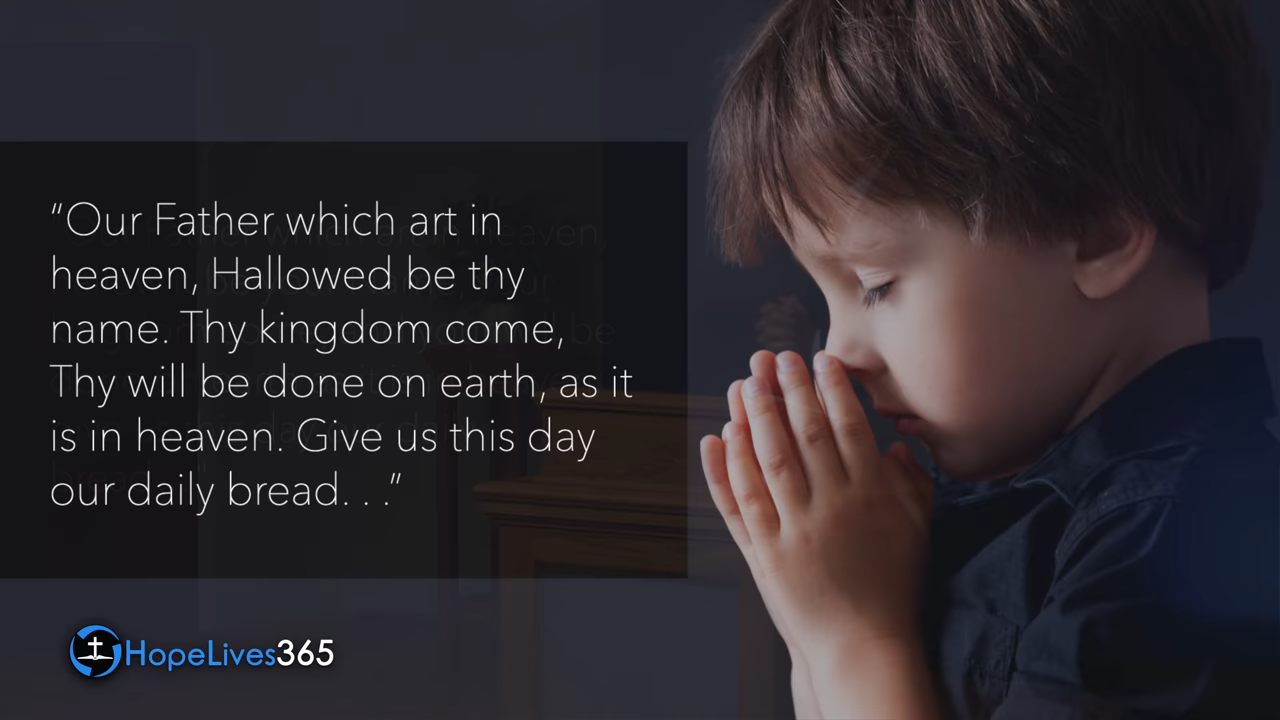 “Our Father which art in
heaven, Hallowed be thy
name. Thy kingdom come,
Thy will be done on earth, as it
is in heaven. Give us this day
our daily bread. . .”
HopeLives365